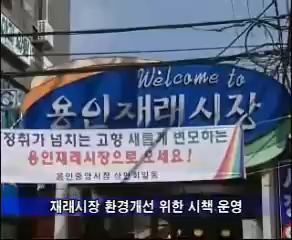 Welcome to
용인재래시장
정취가 넘치는 고향 새롭게 변모하는
용인재래시장으로 오세요!
용인중앙시장 상인회일동
재래시장 환경개선 위한 시책 운영